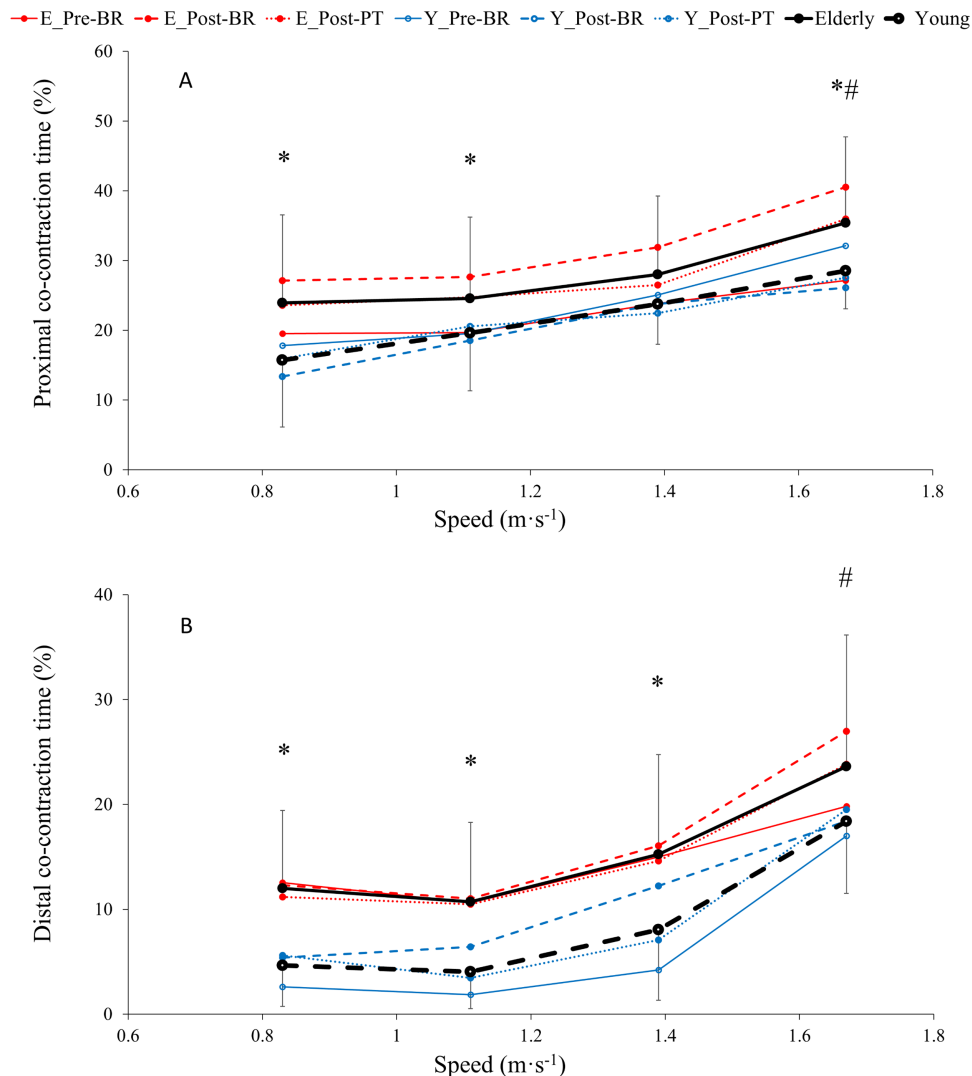 E_Pre-BR E_Post-BR E_Post-PT Y_Pre-BR Y_Post-BR Y_Post-PT Elderly Young
60
50
40
30
20
10
0
Proximal co-contraction time (%)
A
* * *#
0.6 0.8 1 1.2 1.4 1.6 1.8
Speed (m·s⁻¹)
40
30
20
10
0
Distal co-contraction time (%)
B
* * * #
0.6 0.8 1 1.2 1.4 1.6 1.8
Speed (m·s⁻¹)